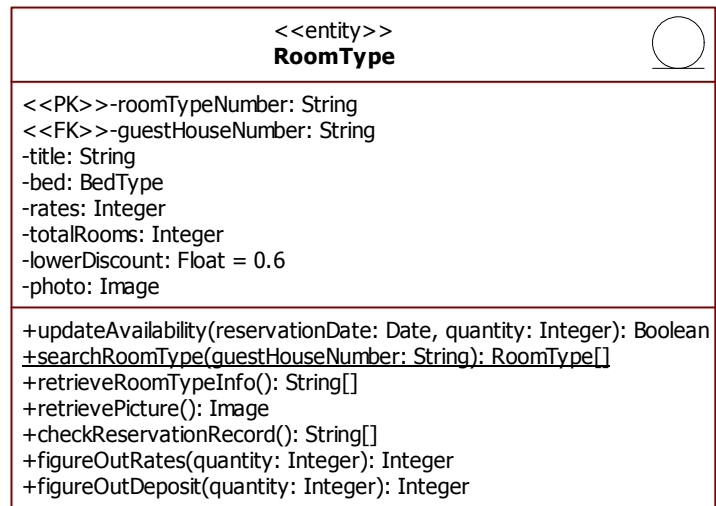 <<entity>>
RoomType
<<PK>>-roomTypeNumber: String
<<FK>>-guestHouseNumber: String
-title: String
-bed: BedType
-rates: Integer
-totalRooms: Integer
-lowerDiscount: Float = 0.6
-photo: Image
+updateAvailability(reservationDate: Date, quantity: Integer): Boolean
+searchRoomType(guestHouseNumber: String): RoomType[]
+retrieveRoomTypeInfo(): String[]
+retrievePicture(): Image
+checkReservationRecord(): String[]
+figureOutRates(quantity: Integer): Integer
+figureOutDeposit(quantity: Integer): Integer